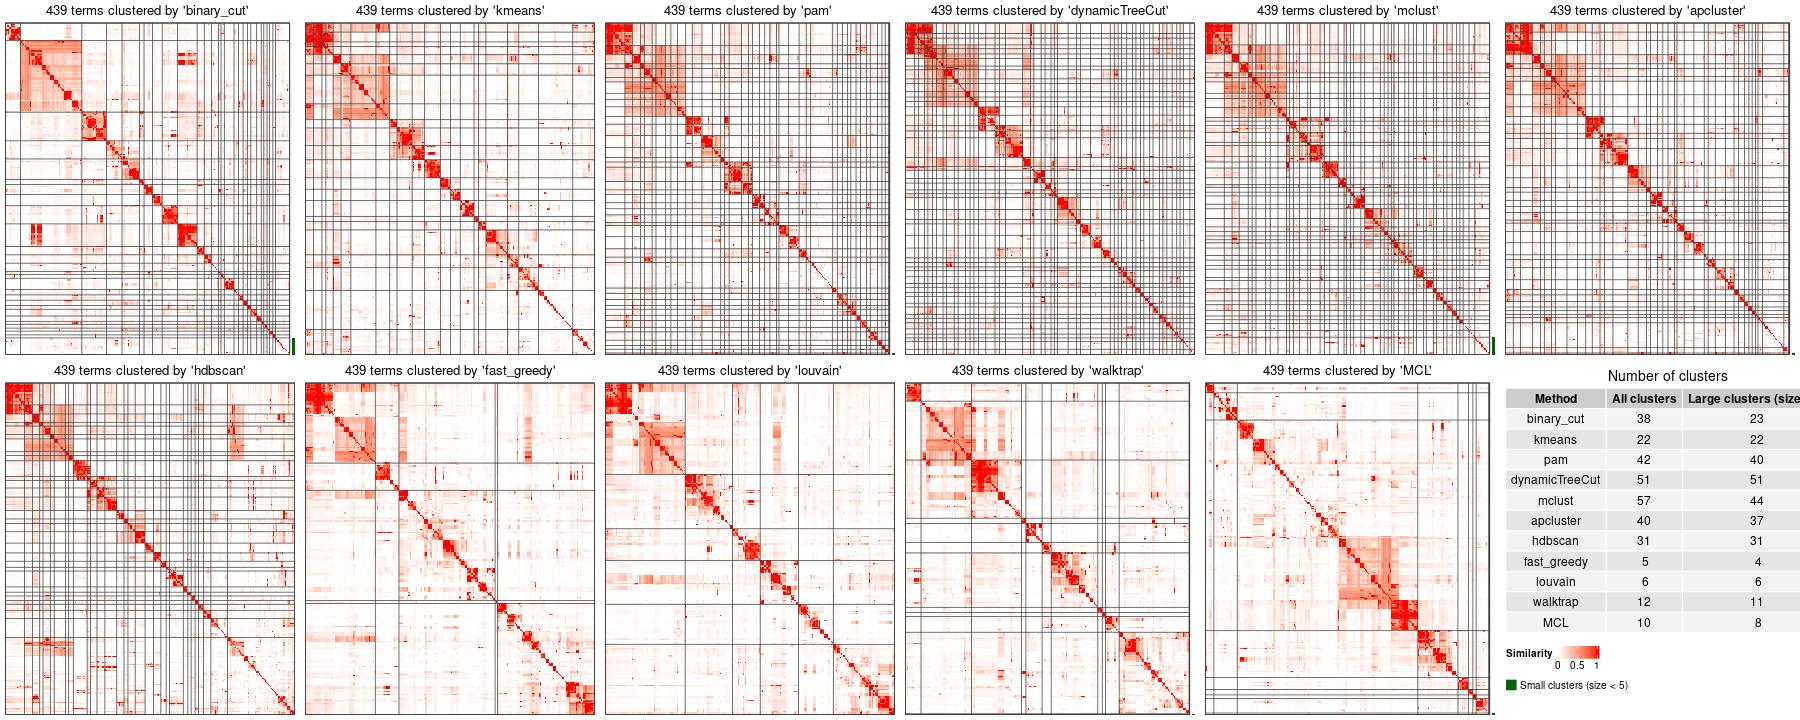 439 terms clustered by 'binary_cut'
439 terms clustered by 'kmeans'
439 terms clustered by 'pam'
439 terms clustered by 'dynamicTreeCut'
439 terms clustered by 'mclust'
439 terms clustered by 'apcluster'
439 terms clustered by 'hdbscan'
439 terms clustered by 'fast_greedy'
439 terms clustered by 'louvain'
439 terms clustered by 'walktrap'
439 terms clustered by 'MCL'
Number of clusters
Method All clusters Large clusters (size
binary_cut 38 23
kmeans 22 22
pam 42 40
dynamicTreeCut 51 51
mclust 57 44
apcluster 40 37
hdbscan 31 31
fast_greedy 5 4
louvain 6 6
walktrap 12 11
MCL 10 8
Similarity
0 0.5 1
Small clusters (size < 5)